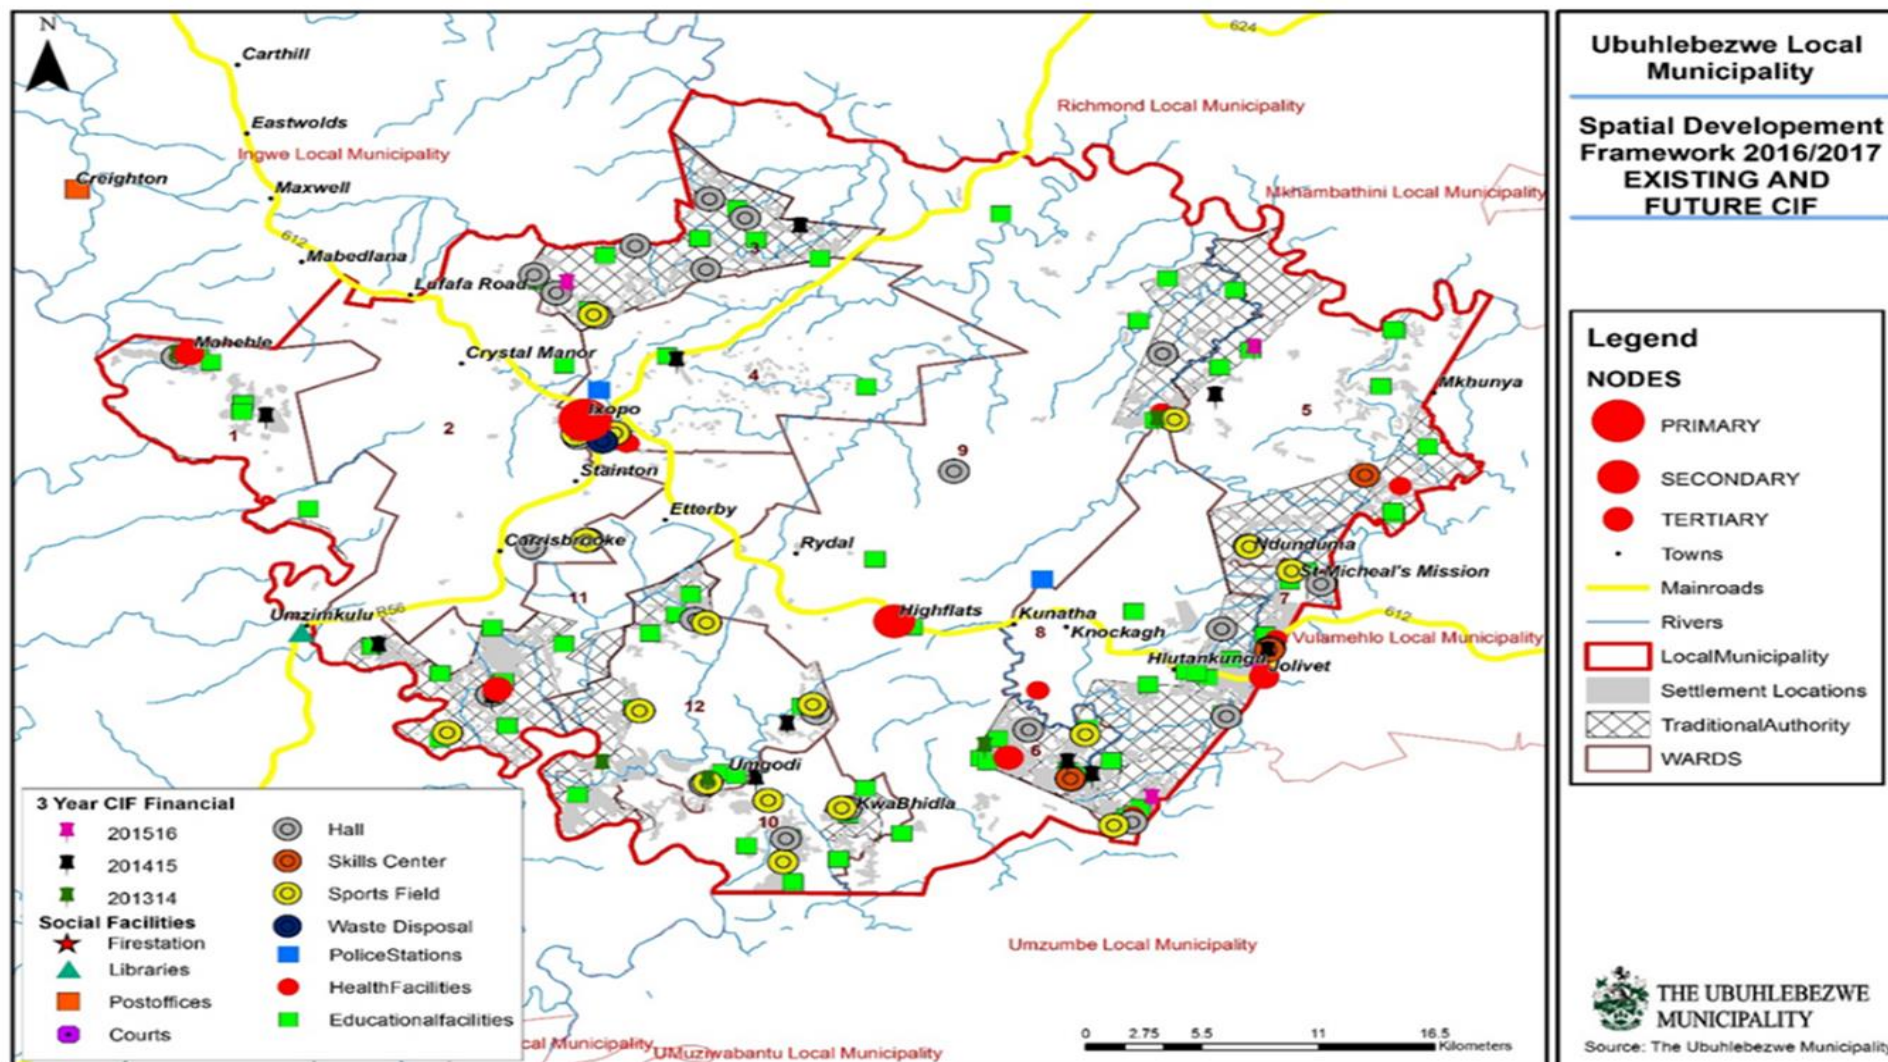 N
624
Carthill
Richmond Local Municipality
Eastwolds
Ingwe Local Municipality
Creighton
Maxwell
Mkhambathini Local Municipality
612
Mabedlana
3
Lufafa Road
Mahehle
Crystal Manor
4
Mkhunya
Ixopo
5
1
2
9
Stainton
Etterby
Carrisbrooke
Rydal
Ndunduma
St Micheal's Mission
11
7
Umzimkulu
R56
Highflats
Kunatha
612
8
Knockagh
Vulamehlo Local Municipality
Hlutankungu
Jolivet
12
6
Umgodi
KwaBhidla
10
Umzumbe Local Municipality
cal Municipality
UMuziwabantu Local Municipality
3 Year CIF Financial
201516
201415
201314
Social Facilities
Firestation
Libraries
Postoffices
Courts
Hall
Skills Center
Sports Field
Waste Disposal
PoliceStations
HealthFacilities
Educationalfacilities
0 2.75 5.5 11 16.5
Kilometers
Ubuhlebezwe Local
Municipality
Spatial Developement
Framework 2016/2017
EXISTING AND
FUTURE CIF
Legend
NODES
PRIMARY
SECONDARY
TERTIARY
Towns
Mainroads
Rivers
LocalMunicipality
Settlement Locations
TraditionalAuthority
WARDS
THE UBUHLEBEZWE
MUNICIPALITY
Source: The Ubuhlebezwe Municipality